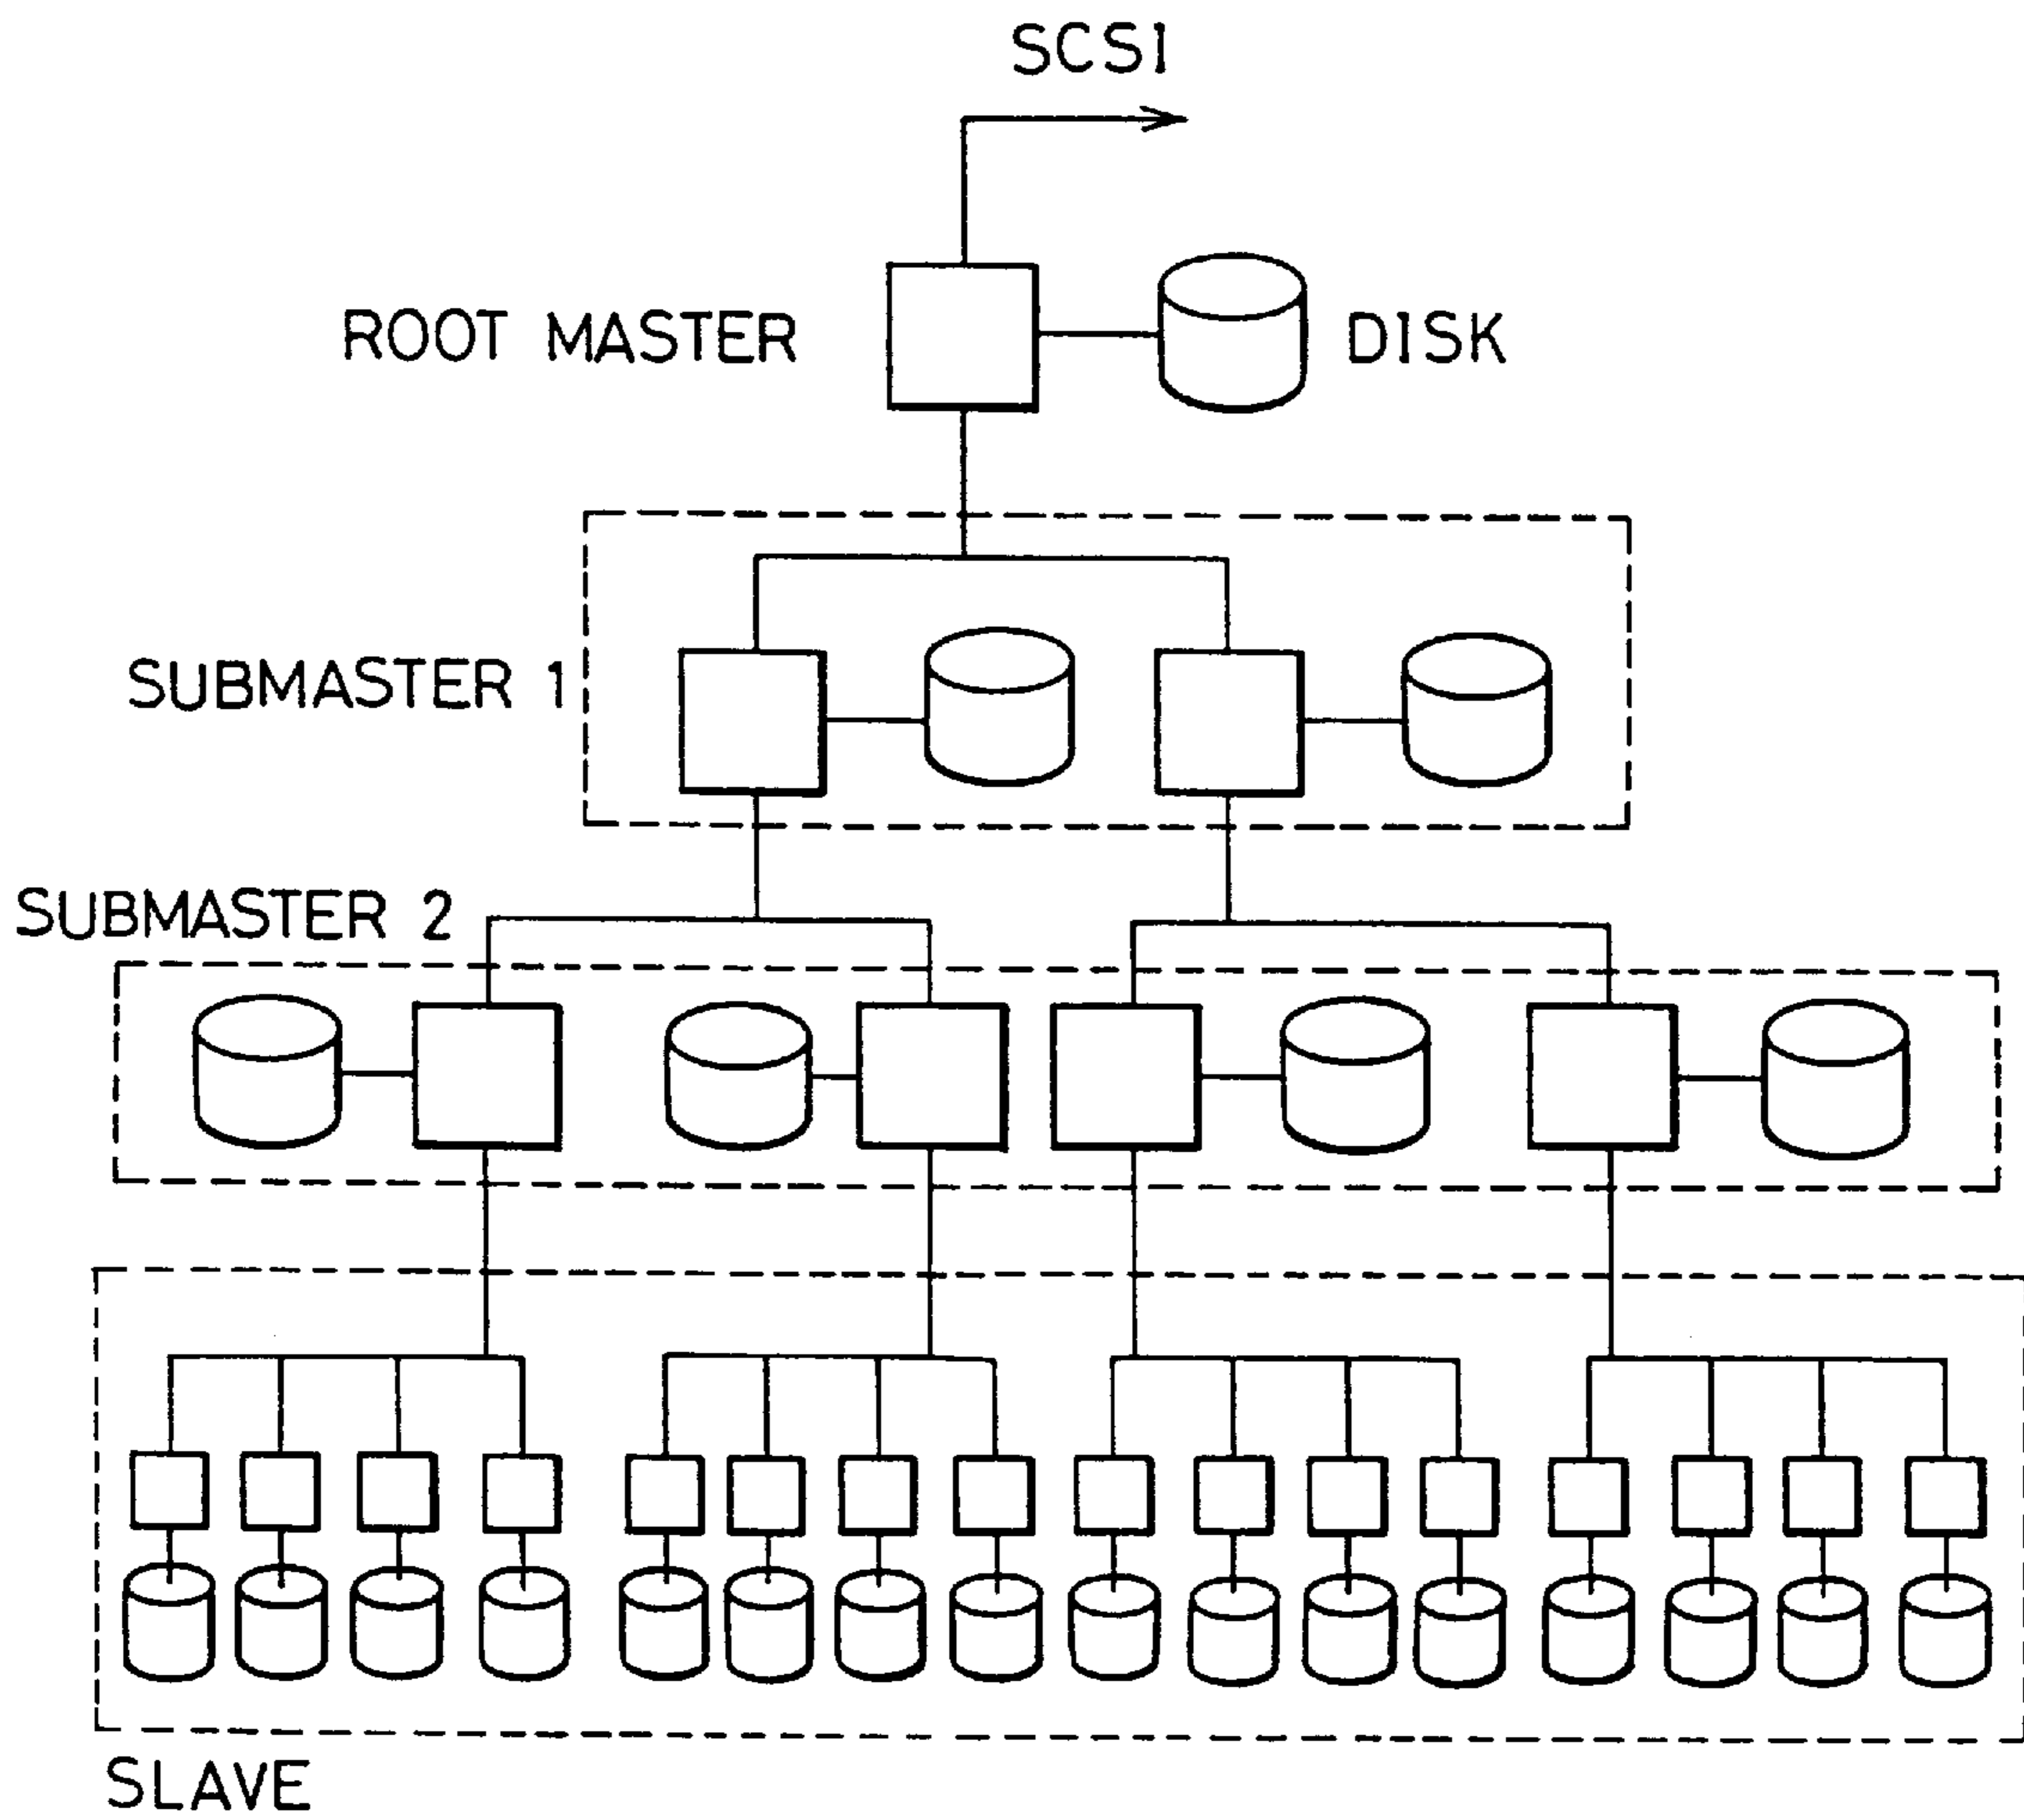 SCSI
ROOT MASTER
DISK
SUBMASTER 1
SUBMASTER 2
SLAVE